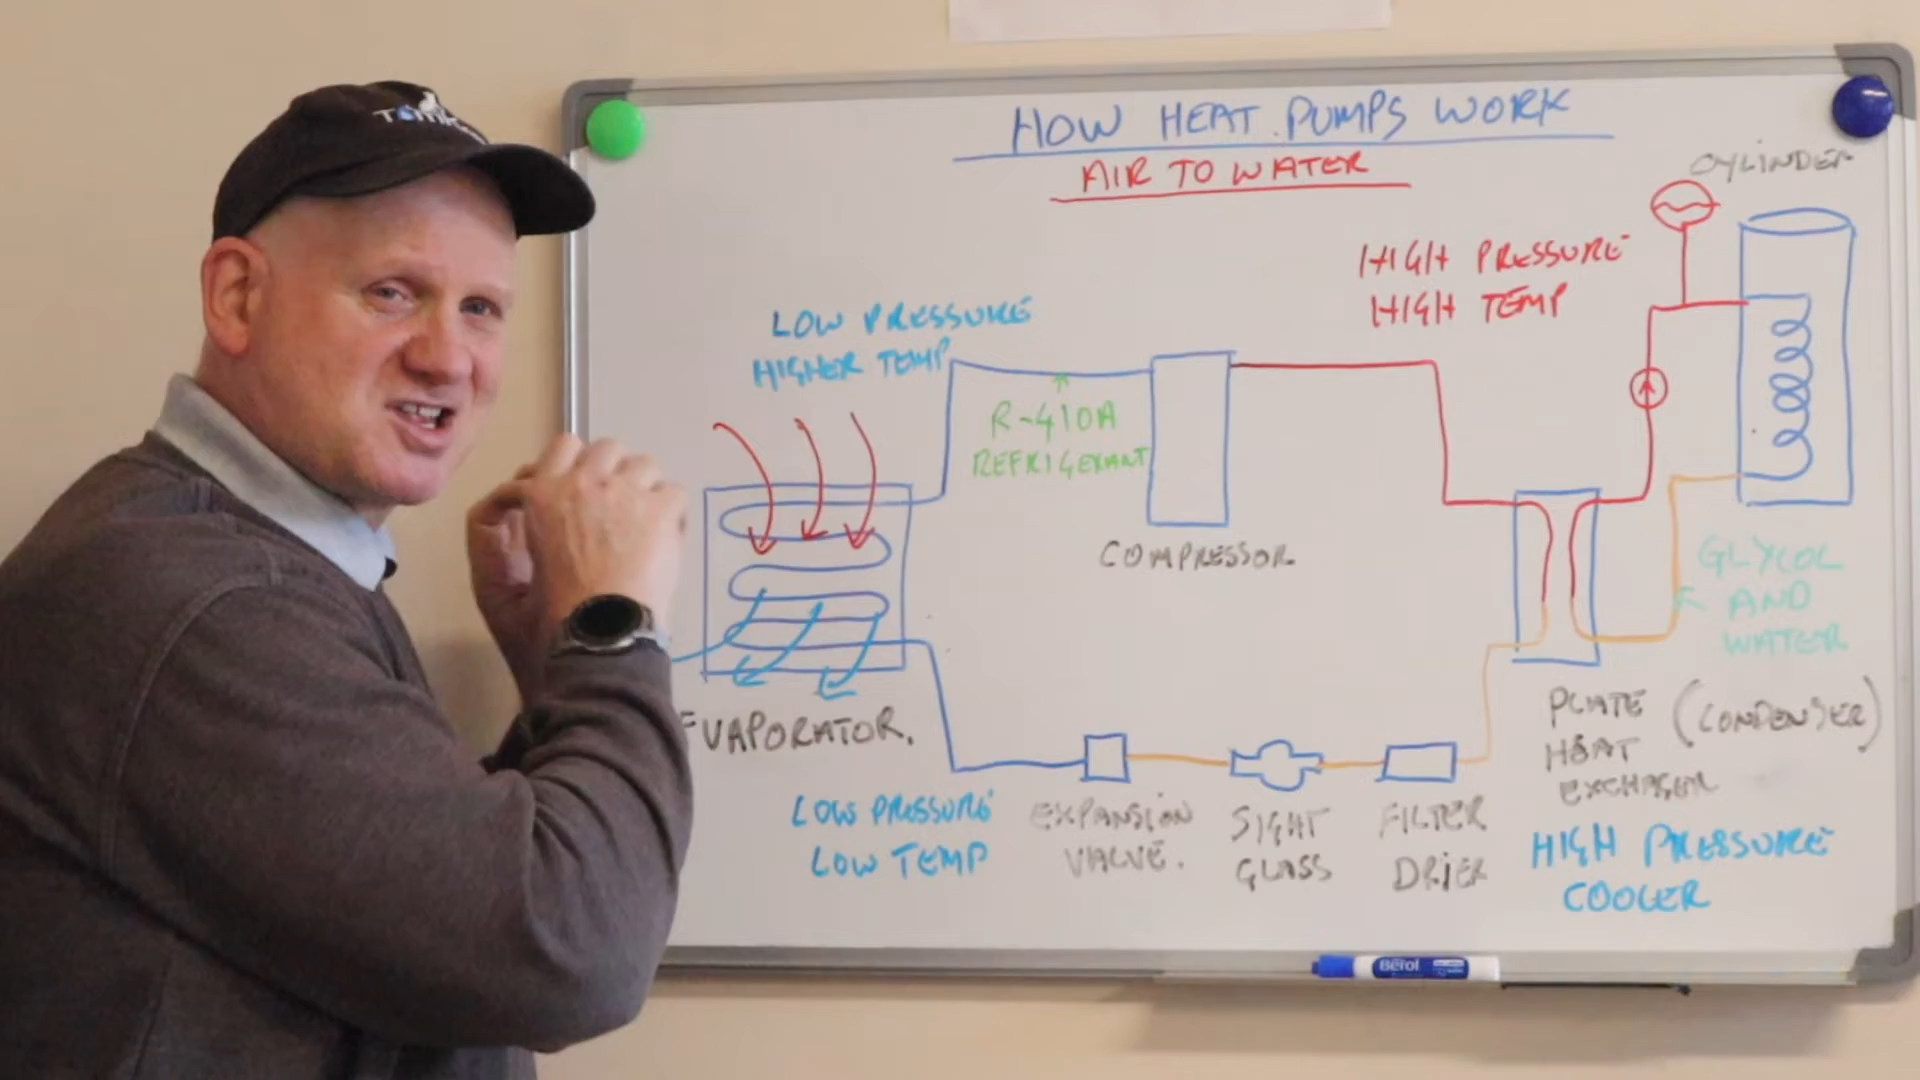 HOW HEAT PUMPS WORK
AIR TO WATER
CYLINDER
HIGH PRESSURE
HIGH TEMP
LOW PRESSURE
HIGHER TEMP
R-410A
REFRIGERANT
COMPRESSOR
GLYCOL
AND
WATER
EVAPORATOR.
PLATE
HEAT
EXCHAGER
(CONDENSER)
LOW PRESSURE
LOW TEMP
EXPANSION
VALVE.
SIGHT
GLASS
FILTER
DRIER
HIGH PRESSURE
COOLER
Berol